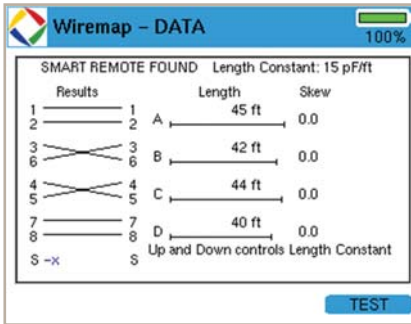 Wiremap – DATA
100%
SMART REMOTE FOUND Length Constant: 15 pF/ft
Results Length Skew
1 1 45 ft
2 2 A 0.0
3 3 42 ft
6 6 B 0.0
4 4 44 ft
5 5 C 0.0
7 7 40 ft
8 8 D 0.0
Up and Down controls Length Constant
S –x S
TEST